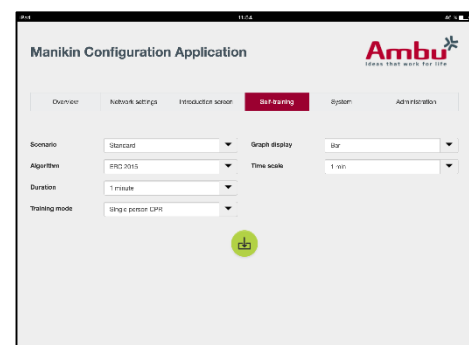 iPad 11:04
Manikin Configuration Application
Ambu
Ideas that work for life
Overview Network settings Introduction screen Self-training System Administration
Scenario Standard Graph display Bar
Algorithm ERC 2015 Time scale 1 min
Duration 1 minute
Training mode Single person CPR